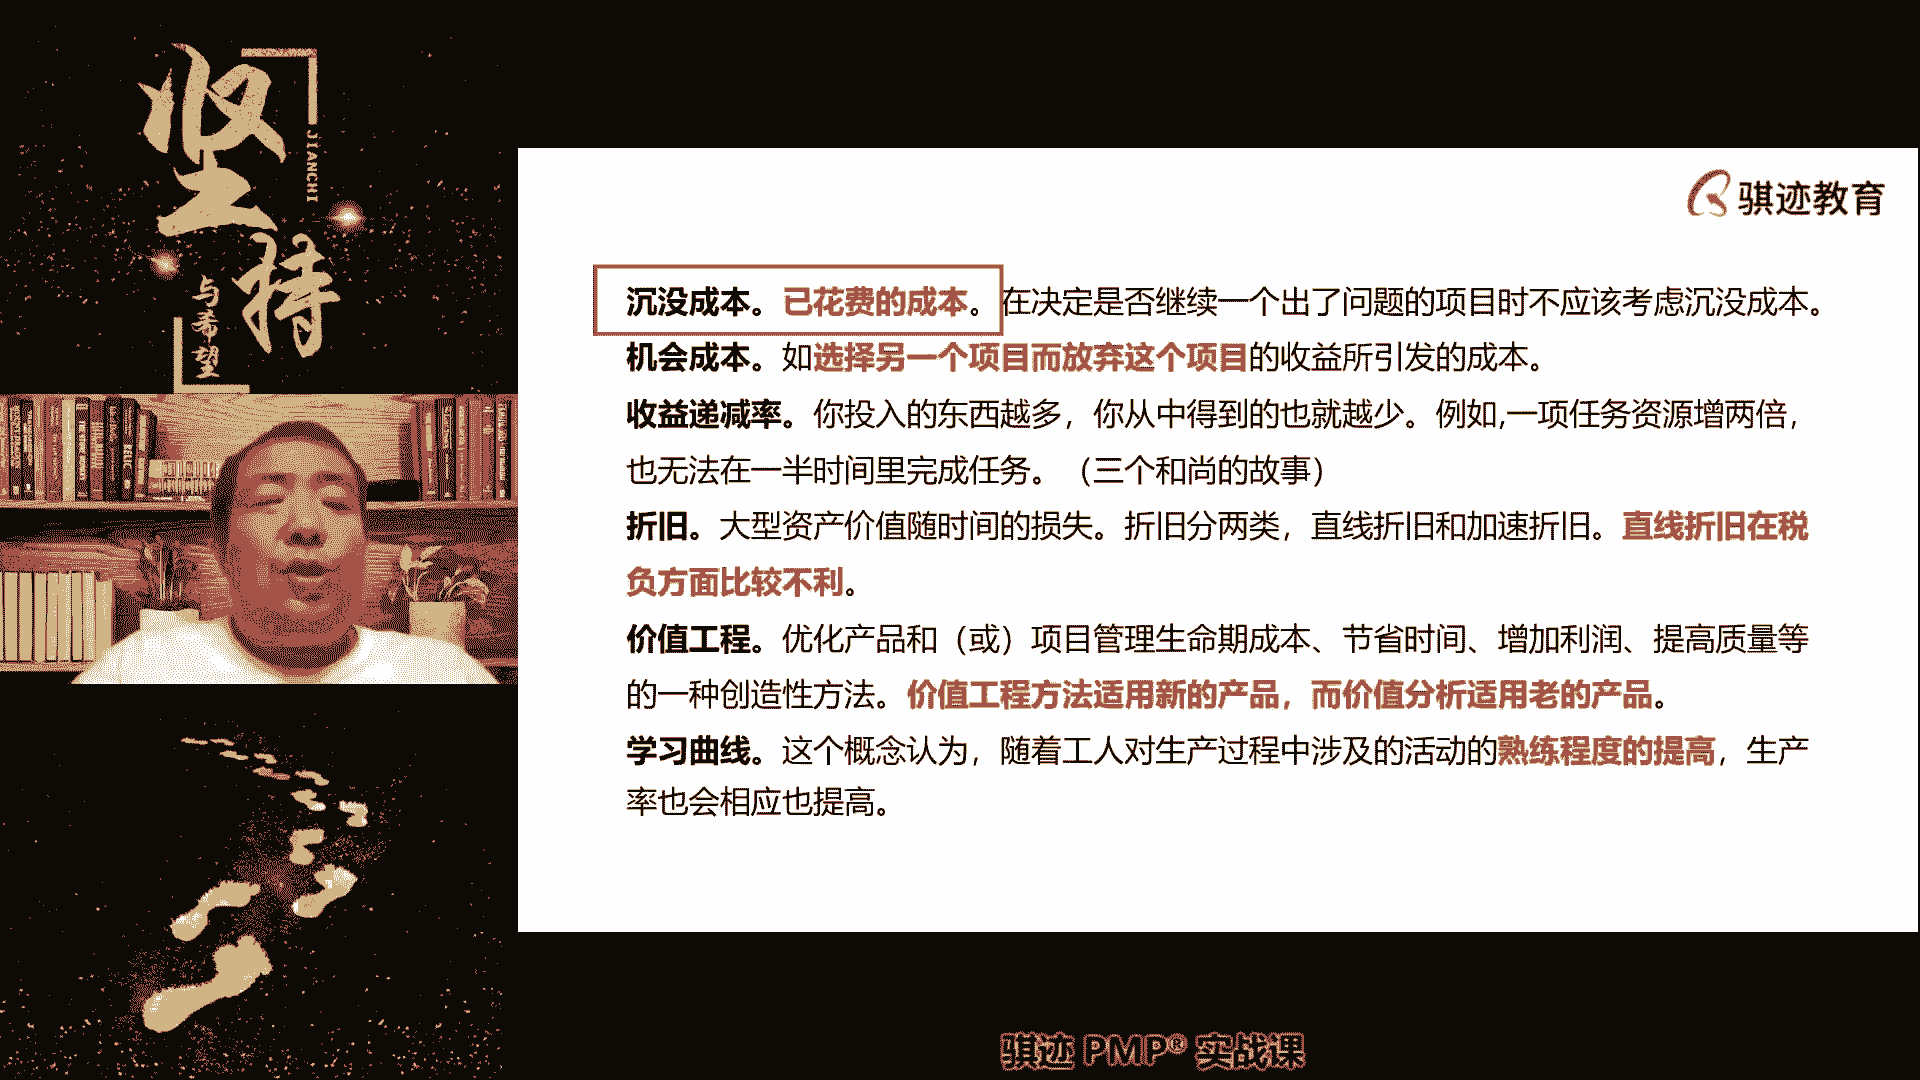 坚持
JIANCHI
与希望
骐迹教育
沉没成本。已花费的成本。在决定是否继续一个出了问题的项目时不应该考虑沉没成本。
机会成本。如选择另一个项目而放弃这个项目的收益所引发的成本。
收益递减率。你投入的东西越多，你从中得到的也就越少。例如,一项任务资源增两倍，
也无法在一半时间里完成任务。（三个和尚的故事）
折旧。大型资产价值随时间的损失。折旧分两类，直线折旧和加速折旧。直线折旧在税
负方面比较不利。
价值工程。优化产品和（或）项目管理生命期成本、节省时间、增加利润、提高质量等
的一种创造性方法。价值工程方法适用新的产品，而价值分析适用老的产品。
学习曲线。这个概念认为，随着工人对生产过程中涉及的活动的熟练程度的提高，生产
率也会相应也提高。
骐迹 PMP® 实战课